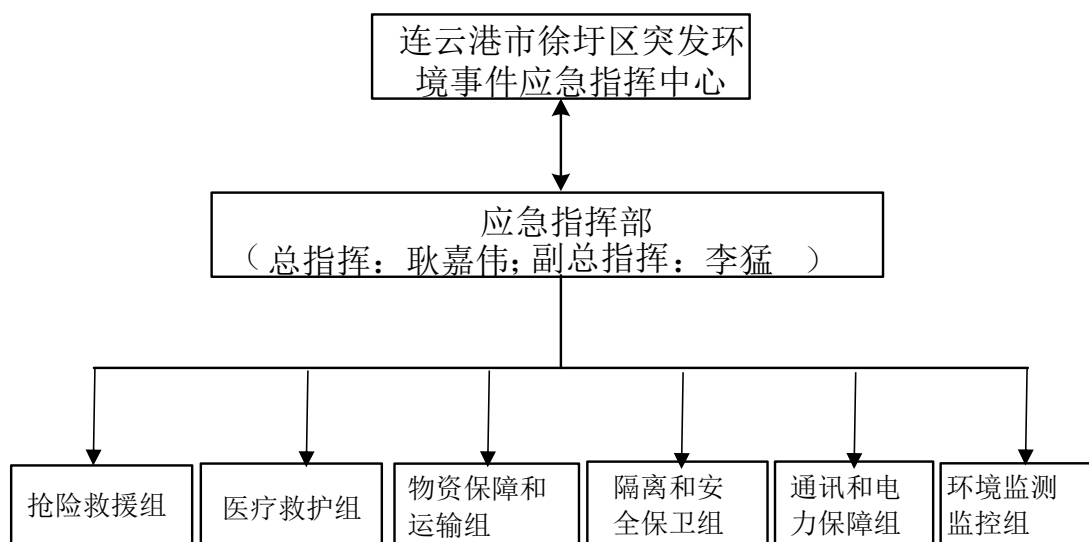 连云港市徐圩区突发环
境事件应急指挥中心
应急指挥部
（总指挥：耿嘉伟；副总指挥：李猛 ）
抢险救援组
医疗救护组
物资保障和
运输组
隔离和安
全保卫组
通讯和电
力保障组
环境监测
监控组